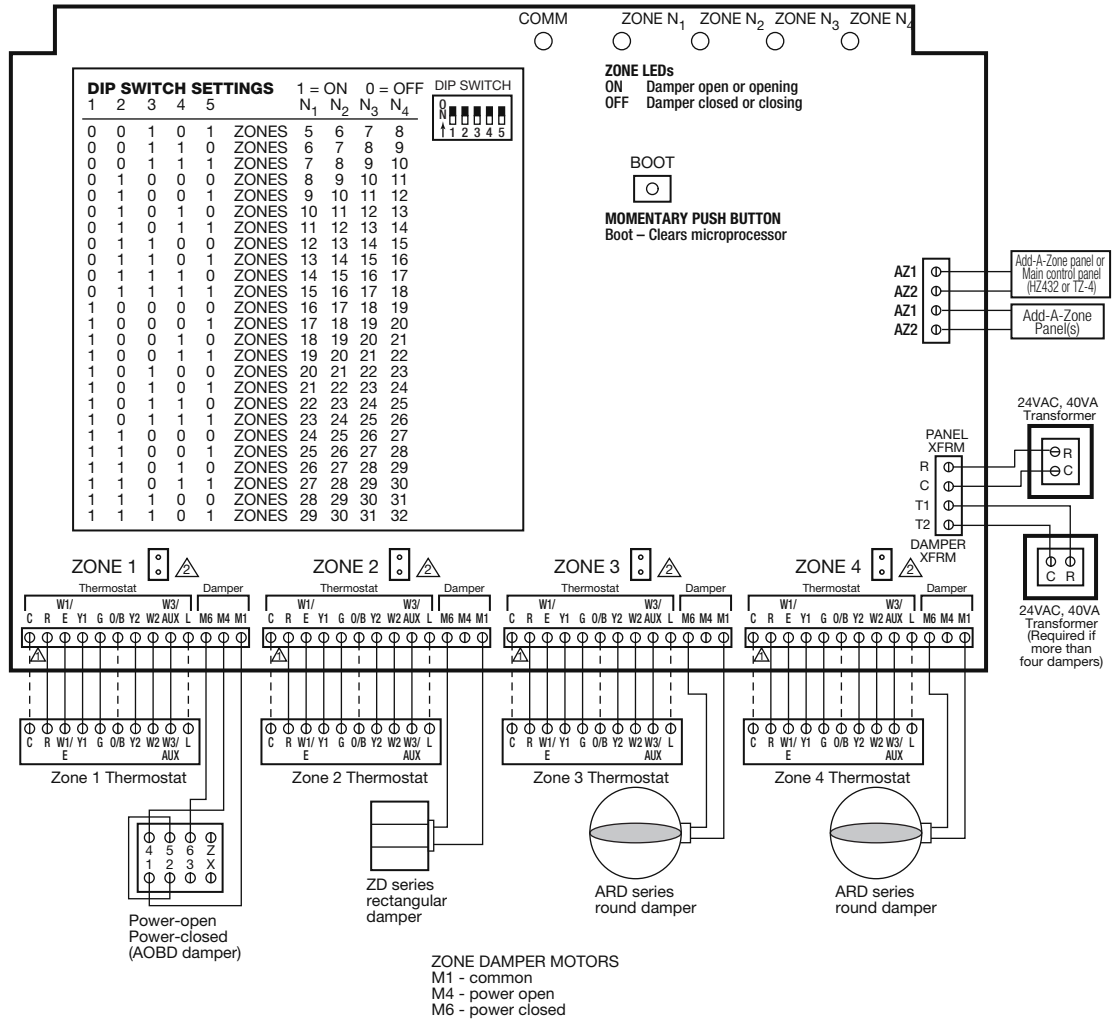 COMM ZONE N1 ZONE N2 ZONE N3 ZONE N4
ZONE LEDs
ON Damper open or opening
OFF Damper closed or closing
DIP SWITCH SETTINGS 1 = ON 0 = OFF
1 2 3 4 5 N1 N2 N3 N4
0 0 1 0 1 ZONES 5 6 7 8
0 0 1 1 0 ZONES 6 7 8 9
0 0 1 1 1 ZONES 7 8 9 10
0 1 0 0 0 ZONES 8 9 10 11
0 1 0 0 1 ZONES 9 10 11 12
0 1 0 1 0 ZONES 10 11 12 13
0 1 0 1 1 ZONES 11 12 13 14
0 1 1 0 0 ZONES 12 13 14 15
0 1 1 0 1 ZONES 13 14 15 16
0 1 1 1 0 ZONES 14 15 16 17
0 1 1 1 1 ZONES 15 16 17 18
1 0 0 0 0 ZONES 16 17 18 19
1 0 0 0 1 ZONES 17 18 19 20
1 0 0 1 0 ZONES 18 19 20 21
1 0 0 1 1 ZONES 19 20 21 22
1 0 1 0 0 ZONES 20 21 22 23
1 0 1 0 1 ZONES 21 22 23 24
1 0 1 1 0 ZONES 22 23 24 25
1 0 1 1 1 ZONES 23 24 25 26
1 1 0 0 0 ZONES 24 25 26 27
1 1 0 0 1 ZONES 25 26 27 28
1 1 0 1 0 ZONES 26 27 28 29
1 1 0 1 1 ZONES 27 28 29 30
1 1 1 0 0 ZONES 28 29 30 31
1 1 1 0 1 ZONES 29 30 31 32
DIP SWITCH
ON
1 2 3 4 5
BOOT
MOMENTARY PUSH BUTTON
Boot – Clears microprocessor
AZ1
AZ2
AZ1
AZ2
Add-A-Zone panel or
Main control panel
(HZ432 or TZ-4)
Add-A-Zone
Panel(s)
24VAC, 40VA
Transformer
R
C
PANEL
XFRM
R
C
T1
T2
DAMPER
XFRM
C R
24VAC, 40VA
Transformer
(Required if
more than
four dampers)
ZONE 1 2
Thermostat Damper
C R W1/E Y1 G O/B Y2 W2 W3/AUX L M6 M4 M1
1
ZONE 2 2
Thermostat Damper
C R W1/E Y1 G O/B Y2 W2 W3/AUX L M6 M4 M1
1
ZONE 3 2
Thermostat Damper
C R W1/E Y1 G O/B Y2 W2 W3/AUX L M6 M4 M1
1
ZONE 4 2
Thermostat Damper
C R W1/E Y1 G O/B Y2 W2 W3/AUX L M6 M4 M1
1
C R W1/E Y1 G O/B Y2 W2 W3/AUX L
Zone 1 Thermostat
C R W1/E Y1 G O/B Y2 W2 W3/AUX L
Zone 2 Thermostat
C R W1/E Y1 G O/B Y2 W2 W3/AUX L
Zone 3 Thermostat
C R W1/E Y1 G O/B Y2 W2 W3/AUX L
Zone 4 Thermostat
4 5 6 Z
1 2 3 X
Power-open
Power-closed
(AOBD damper)
ZD series
rectangular
damper
ARD series
round damper
ARD series
round damper
ZONE DAMPER MOTORS
M1 - common
M4 - power open
M6 - power closed